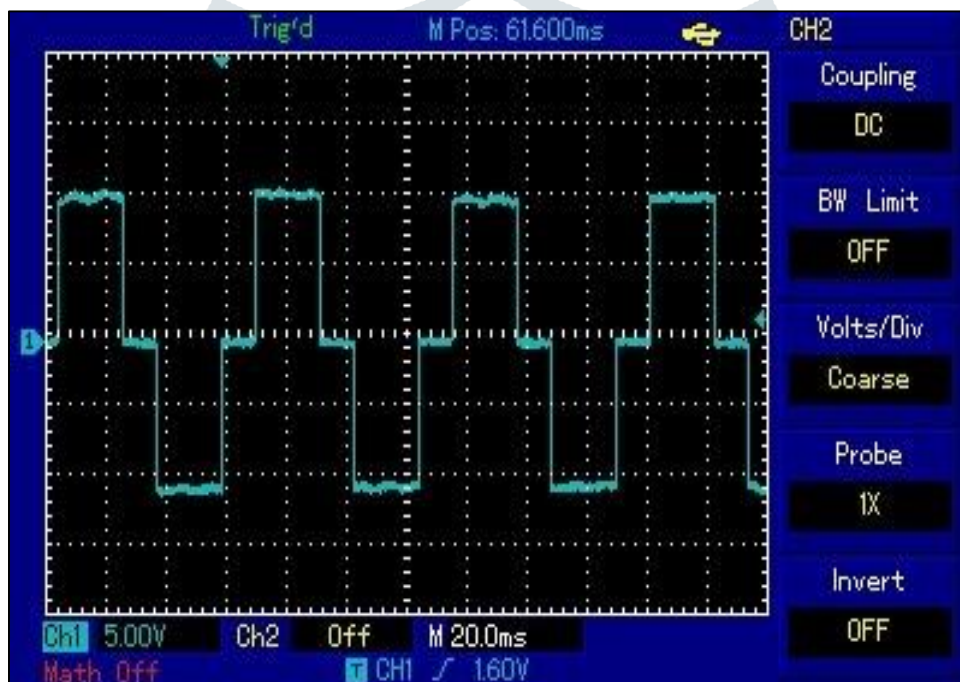 Trig'd M Pos: 61.600ms CH2
Coupling
DC
BW Limit
OFF
Volts/Div
Coarse
Probe
1X
Invert
OFF
1
Ch1 5.00V Ch2 Off M 20.0ms
Math Off T CH1 1.60V